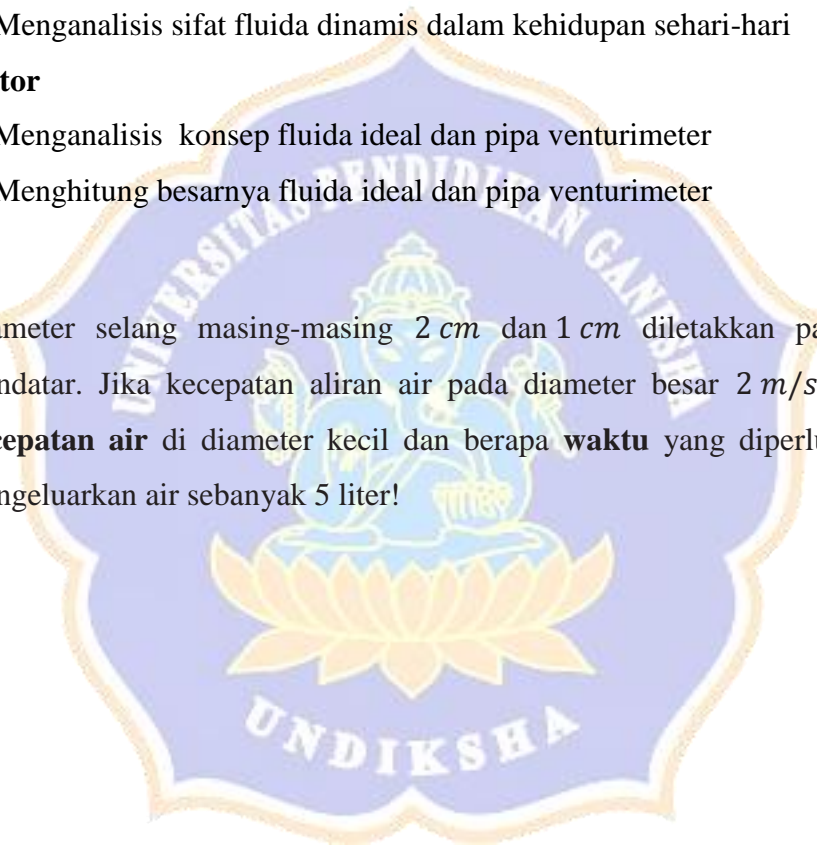 Menganalisis sifat fluida dinamis dalam kehidupan sehari-hari
tor
Menganalisis konsep fluida ideal dan pipa venturimeter
Menghitung besarnya fluida ideal dan pipa venturimeter
UNIVERSITAS PENDIDIKAN GANESHA
ameter selang masing-masing 2 cm dan 1 cm diletakkan pa
ndatar. Jika kecepatan aliran air pada diameter besar 2 m/s
cepatan air di diameter kecil dan berapa waktu yang diperlu
ngeluarkan air sebanyak 5 liter!
UNDIKSHA